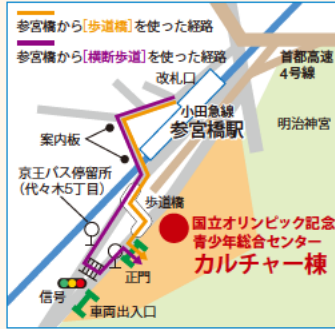 参宮橋から[歩道橋]を使った経路
参宮橋から[横断歩道]を使った経路
首都高速
4号線
改札口
小田急線
参宮橋駅
明治神宮
案内板
京王バス停留所
(代々木5丁目)
歩道橋
国立オリンピック記念
青少年総合センター
カルチャー棟
正門
信号
車両出入口